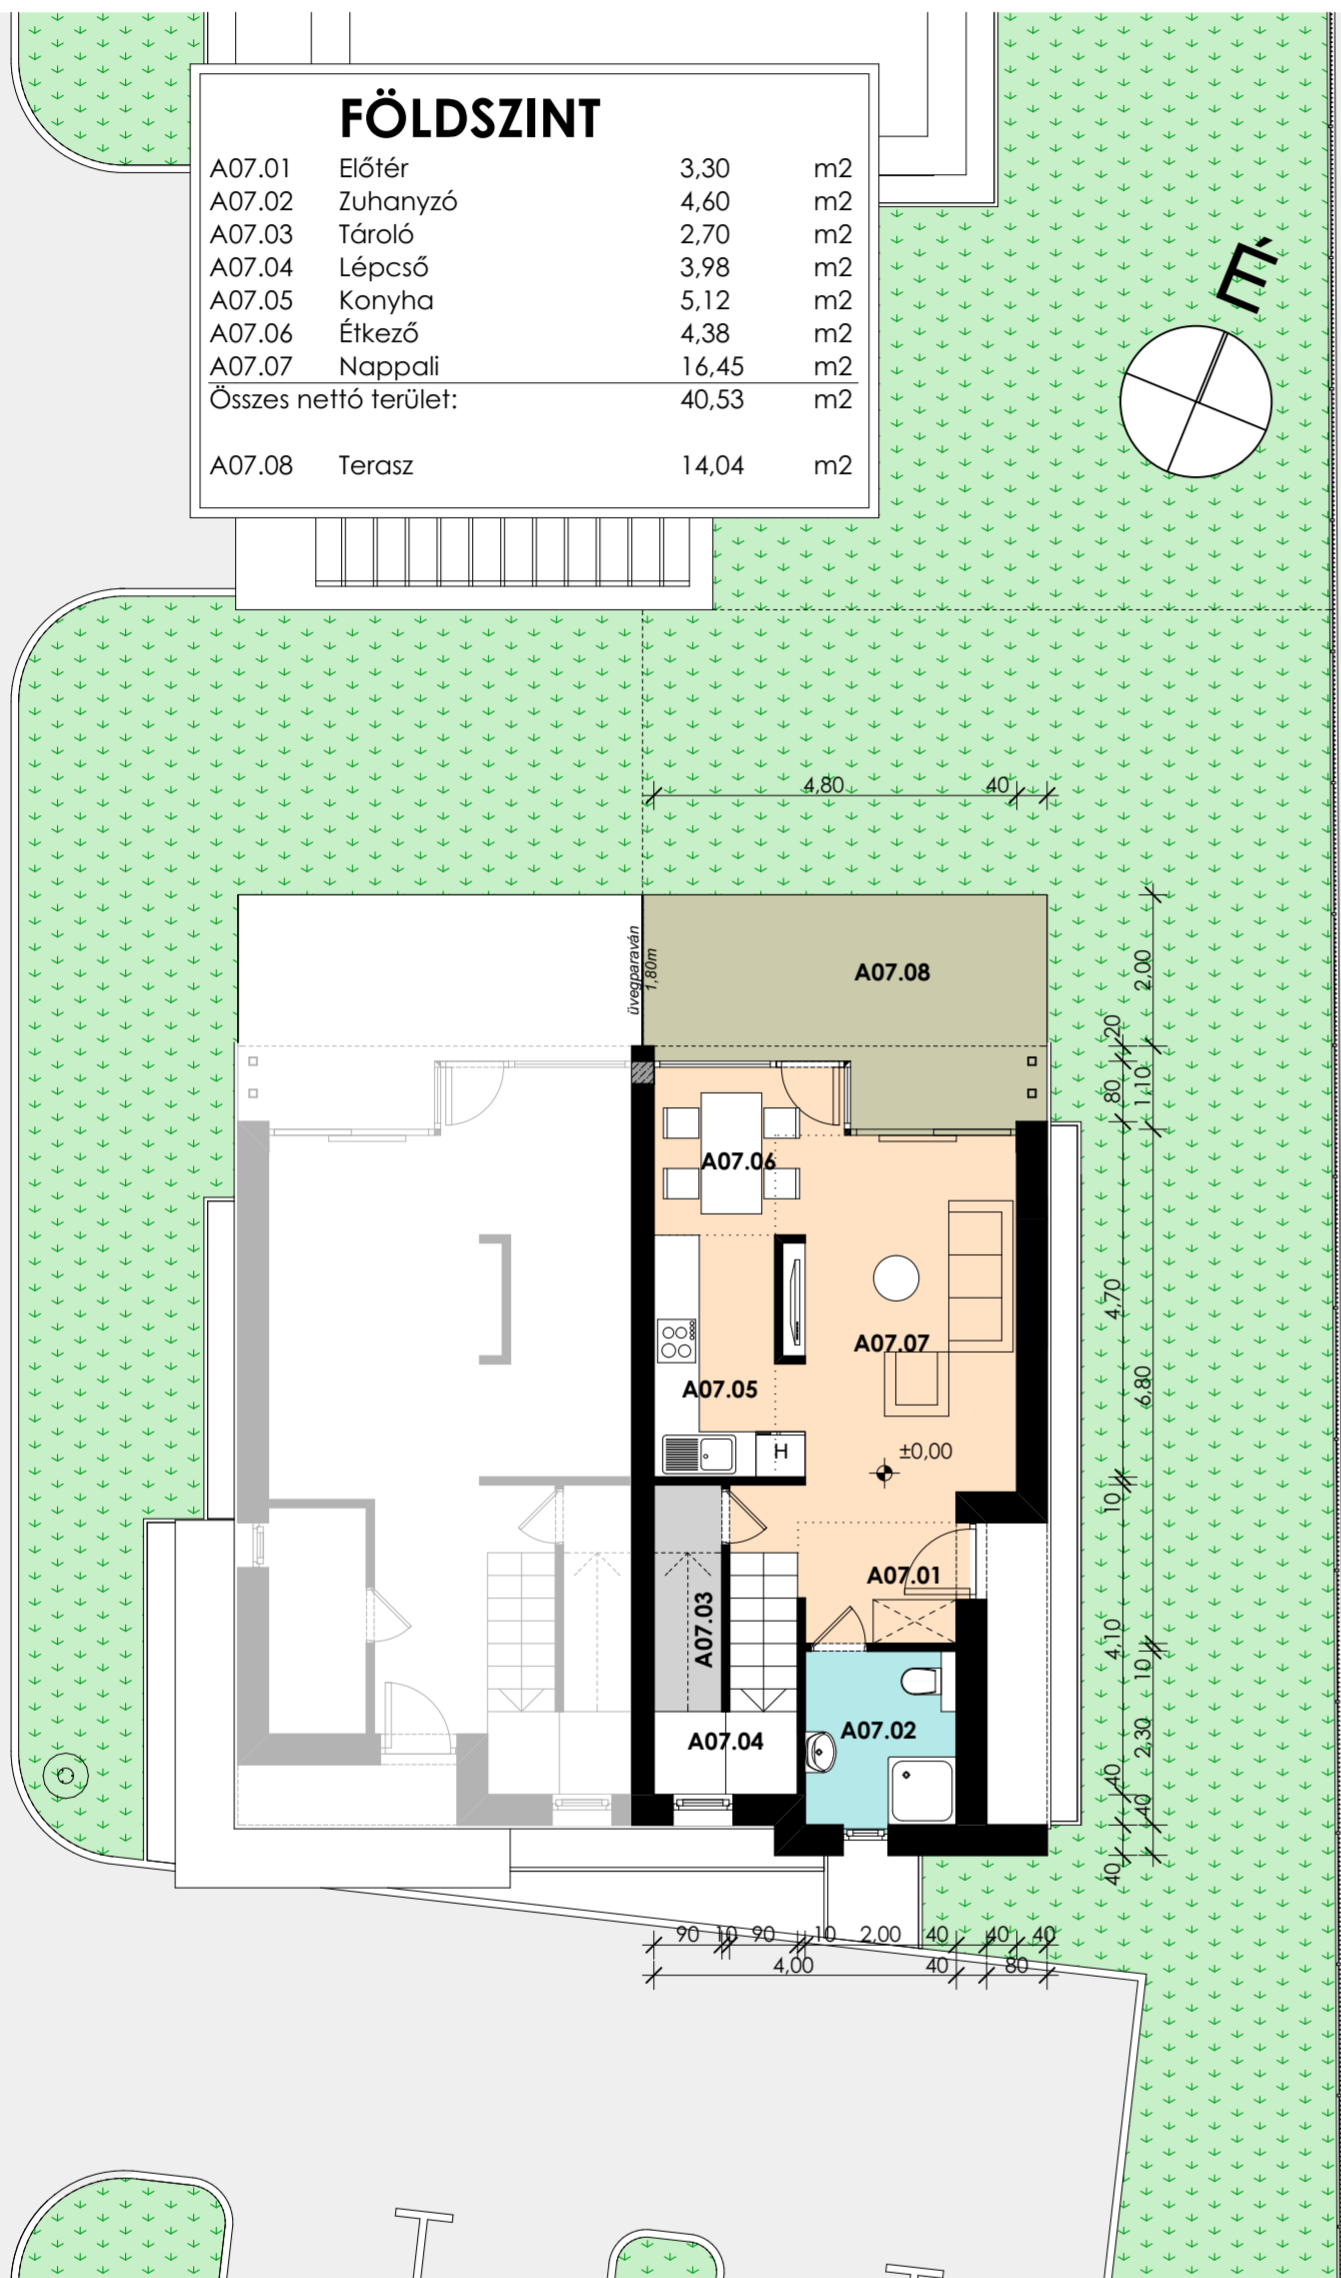 FÖLDSZINT
A07.01 Előtér 3,30 m2
A07.02 Zuhanyzó 4,60 m2
A07.03 Tároló 2,70 m2
A07.04 Lépcső 3,98 m2
A07.05 Konyha 5,12 m2
A07.06 Étkező 4,38 m2
A07.07 Nappali 16,45 m2
Összes nettó terület: 40,53 m2
A07.08 Terasz 14,04 m2
É
4,80 40
üvegparaván
1,80m
A07.08
2,00
20
80
1,10
A07.06
4,70
A07.07
6,80
A07.05
H
±0,00
10
A07.01
A07.03
4,10
10
A07.02
A07.04
2,30
40
40
40
90 10 90 10 2,00 40 40 40
4,00 40 80